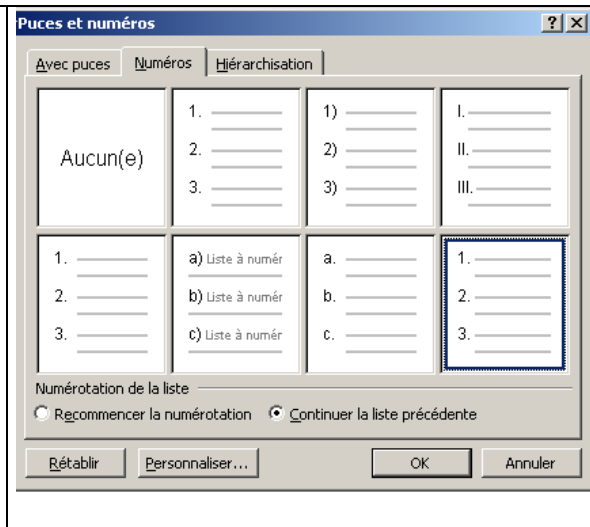 Puces et numéros
Avec puces Numéros Hiérarchisation
Aucun(e)
1.
2.
3.
1)
2)
3)
I.
II.
III.
1.
2.
3.
a) Liste à numér
b) Liste à numér
c) Liste à numér
a.
b.
c.
1.
2.
3.
Numérotation de la liste
Recommencer la numérotation Continuer la liste précédente
Rétablir Personnaliser... OK Annuler